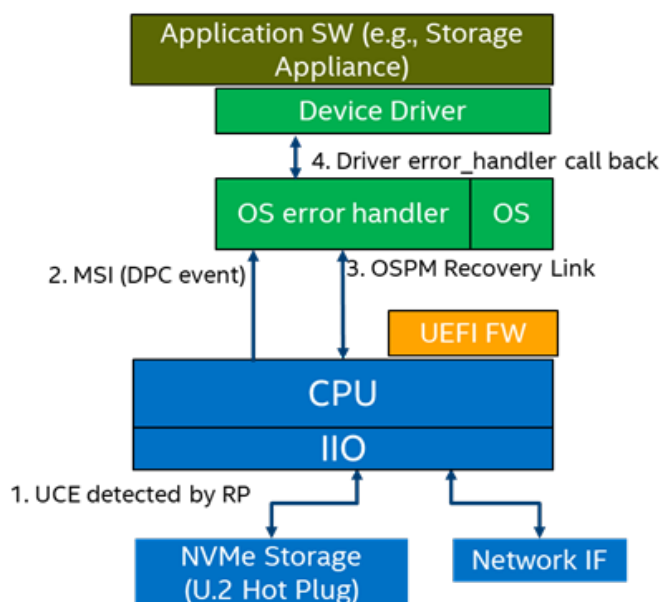 Application SW (e.g., Storage
Appliance)
Device Driver
4. Driver error_handler call back
OS error handler
OS
2. MSI (DPC event)
3. OSPM Recovery Link
UEFI FW
CPU
IIO
1. UCE detected by RP
NVMe Storage
(U.2 Hot Plug)
Network IF